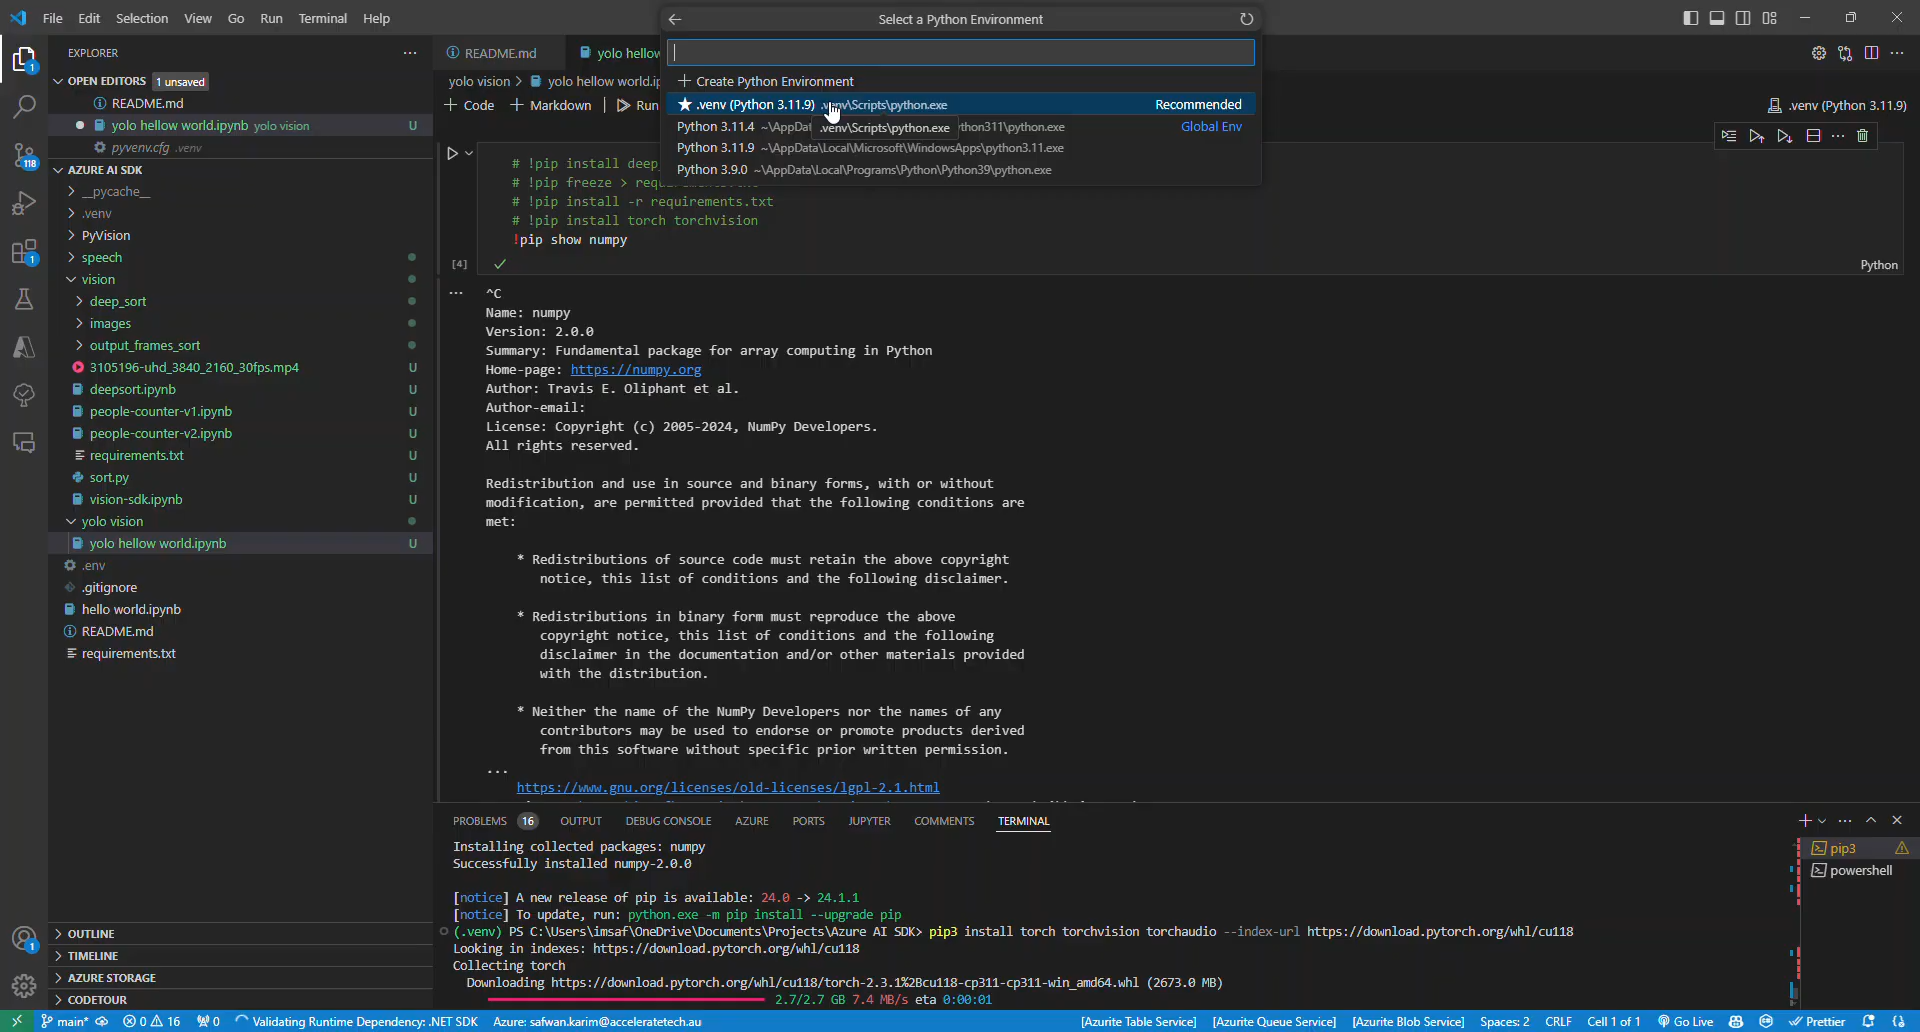 File Edit Selection View Go Run Terminal Help
Select a Python Environment
EXPLORER
OPEN EDITORS 1 unsaved
README.md
yolo hellow world.ipynb yolo vision U
pyvenv.cfg .venv
AZURE AI SDK
__pycache__
.venv
PyVision
speech
vision
deep_sort
images
output_frames_sort
3105196-uhd_3840_2160_30fps.mp4 U
deepsort.ipynb U
people-counter-v1.ipynb U
people-counter-v2.ipynb U
requirements.txt U
sort.py U
vision-sdk.ipynb U
yolo vision
yolo hellow world.ipynb U
.env
.gitignore
hello world.ipynb
README.md
requirements.txt
OUTLINE
TIMELINE
AZURE STORAGE
CODETOUR
1
118
1
1
README.md yolo hellow
yolo vision > yolo hellow world.ip
+ Code + Markdown Run
.venv (Python 3.11.9)
Create Python Environment
.venv (Python 3.11.9) .venv\Scripts\python.exe Recommended
Python 3.11.4 ~\AppDat ython311\python.exe Global Env
.venv\Scripts\python.exe
Python 3.11.9 ~\AppData\Local\Microsoft\WindowsApps\python3.11.exe
Python 3.9.0 ~\AppData\Local\Programs\Python\Python39\python.exe
# !pip install deep_
# !pip freeze > requ
# !pip install -r requirements.txt
# !pip install torch torchvision
!pip show numpy
[4] Python
^C
Name: numpy
Version: 2.0.0
Summary: Fundamental package for array computing in Python
Home-page: https://numpy.org
Author: Travis E. Oliphant et al.
Author-email:
License: Copyright (c) 2005-2024, NumPy Developers.
All rights reserved.
Redistribution and use in source and binary forms, with or without
modification, are permitted provided that the following conditions are
met:
* Redistributions of source code must retain the above copyright
notice, this list of conditions and the following disclaimer.
* Redistributions in binary form must reproduce the above
copyright notice, this list of conditions and the following
disclaimer in the documentation and/or other materials provided
with the distribution.
* Neither the name of the NumPy Developers nor the names of any
contributors may be used to endorse or promote products derived
from this software without specific prior written permission.
...
https://www.gnu.org/licenses/old-licenses/lgpl-2.1.html
PROBLEMS 16 OUTPUT DEBUG CONSOLE AZURE PORTS JUPYTER COMMENTS TERMINAL
Installing collected packages: numpy
Successfully installed numpy-2.0.0
[notice] A new release of pip is available: 24.0 -> 24.1.1
[notice] To update, run: python.exe -m pip install --upgrade pip
(.venv) PS C:\Users\imsaf\OneDrive\Documents\Projects\Azure AI SDK> pip3 install torch torchvision torchaudio --index-url https://download.pytorch.org/whl/cu118
Looking in indexes: https://download.pytorch.org/whl/cu118
Collecting torch
Downloading https://download.pytorch.org/whl/cu118/torch-2.3.1%2Bcu118-cp311-cp311-win_amd64.whl (2673.0 MB)
2.7/2.7 GB 7.4 MB/s eta 0:00:01
pip3
powershell
main* 0 16 0 Validating Runtime Dependency: .NET SDK Azure: safwan.karim@acceleratetech.au [Azurite Table Service] [Azurite Queue Service] [Azurite Blob Service] Spaces: 2 CRLF Cell 1 of 1 Go Live Prettier